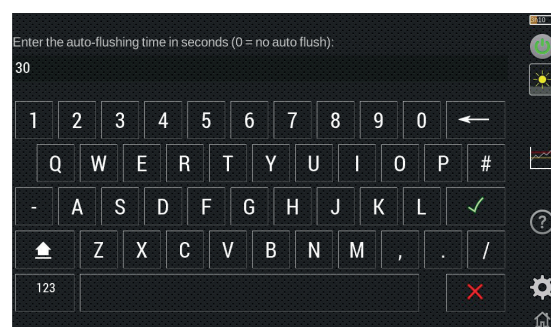 3h10
Enter the auto-flushing time in seconds (0 = no auto flush):
30
1 2 3 4 5 6 7 8 9 0
Q W E R T Y U I O P #
- A S D F G H J K L
Z X C V B N M , . /
123
?